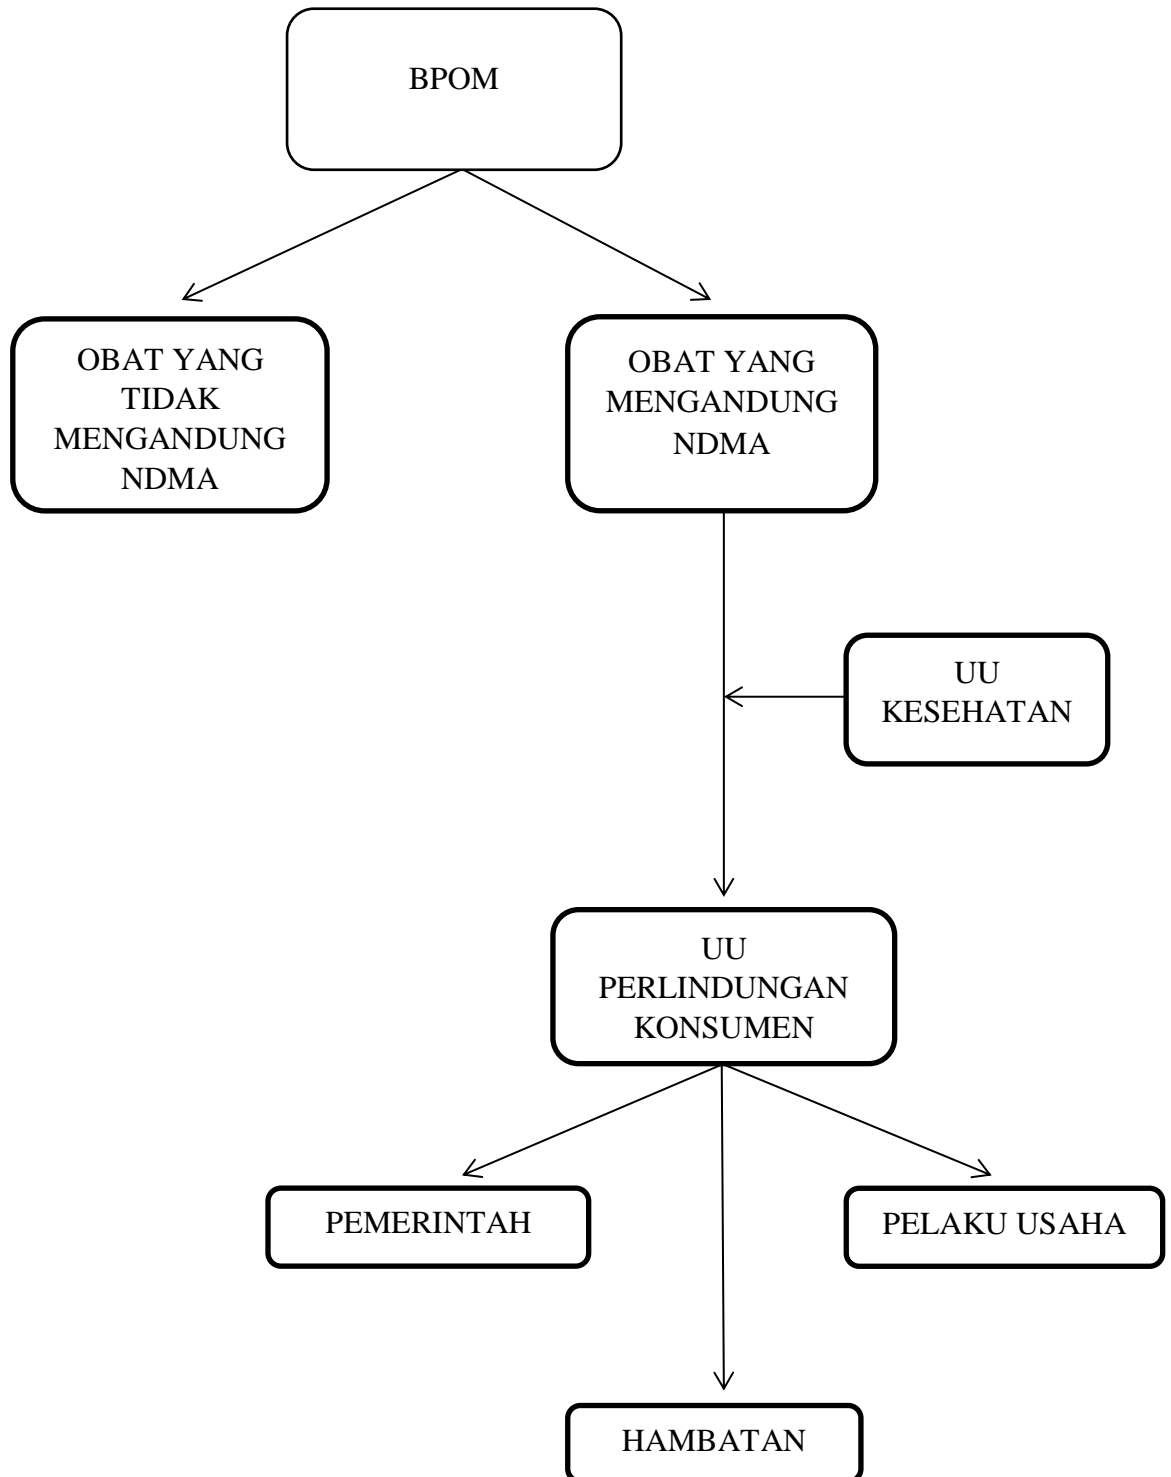 BPOM
OBAT YANG
TIDAK
MENGANDUNG
NDMA
OBAT YANG
MENGANDUNG
NDMA
UU
KESEHATAN
UU
PERLINDUNGAN
KONSUMEN
PEMERINTAH
PELAKU USAHA
HAMBATAN